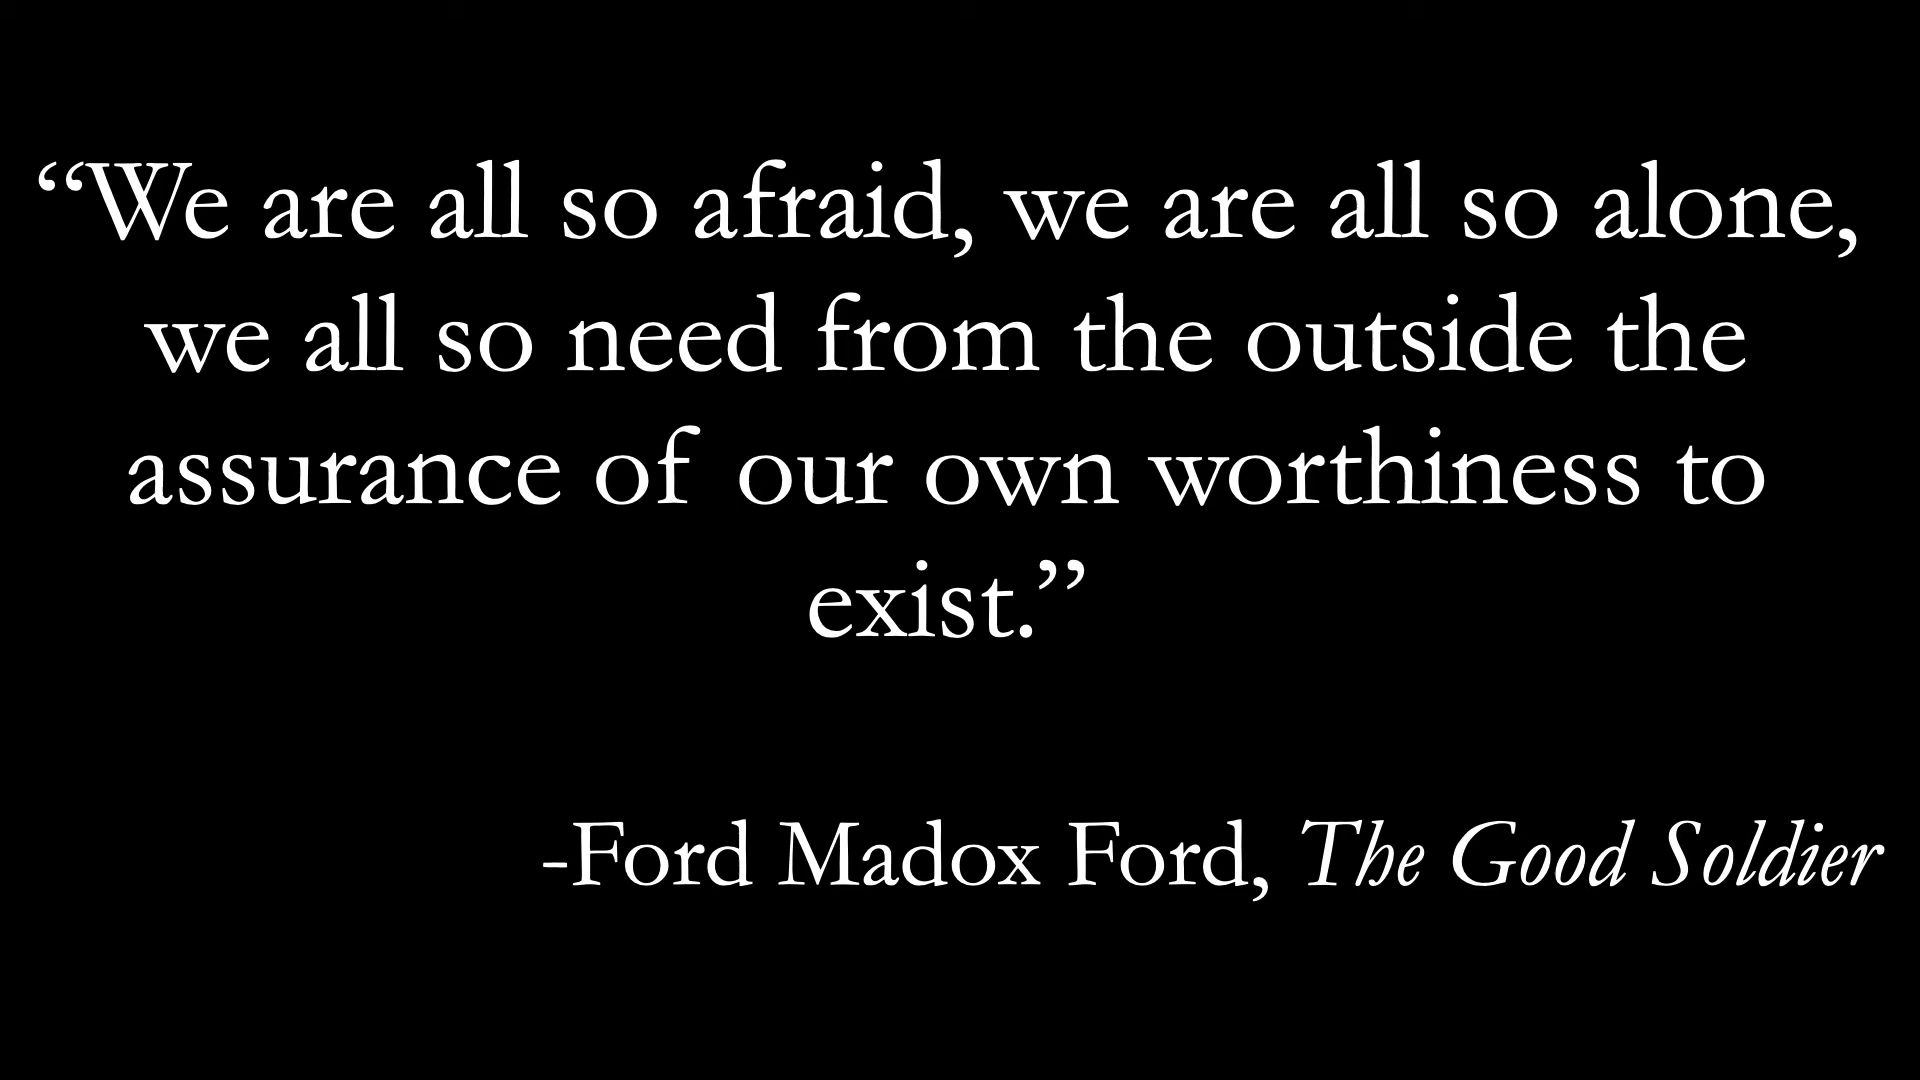 “We are all so afraid, we are all so alone,
we all so need from the outside the
assurance of our own worthiness to
exist.”
-Ford Madox Ford, The Good Soldier